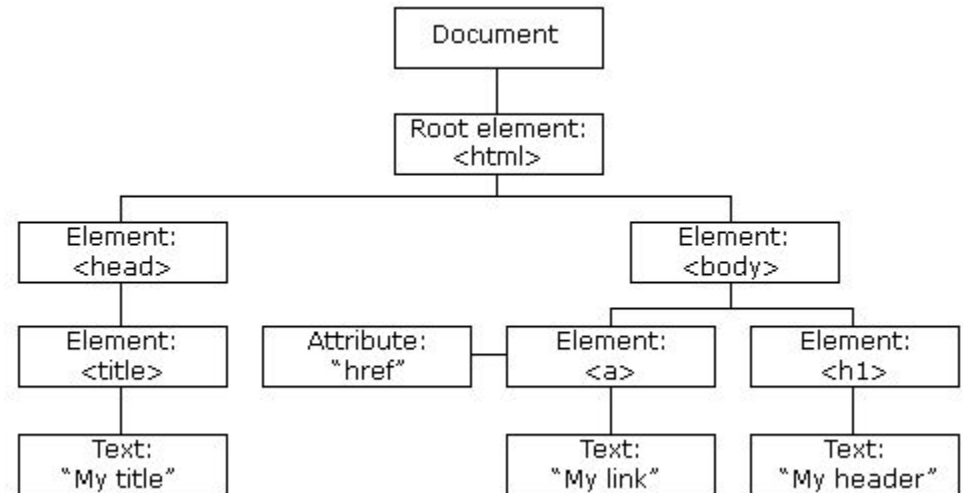 Document
Root element:
<html>
Element:
<head>
Element:
<body>
Element:
<title>
Attribute:
“href”
Element:
<a>
Element:
<h1>
Text:
“My title”
Text:
“My link”
Text:
“My header”